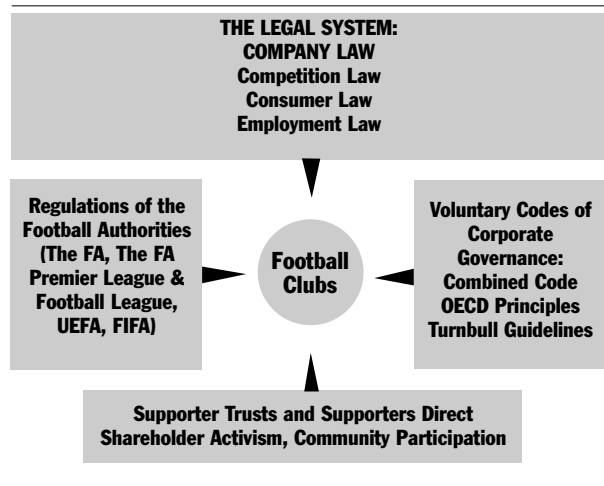 THE LEGAL SYSTEM:
COMPANY LAW
Competition Law
Consumer Law
Employment Law
Regulations of the
Football Authorities
(The FA, The FA
Premier League &
Football League,
UEFA, FIFA)
Football
Clubs
Voluntary Codes of
Corporate
Governance:
Combined Code
OECD Principles
Turnbull Guidelines
Supporter Trusts and Supporters Direct
Shareholder Activism, Community Participation